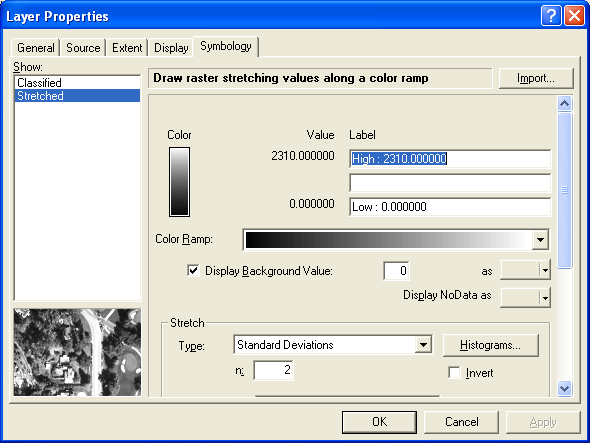 Layer Properties
General Source Extent Display Symbology
Show:
Classified
Stretched
Draw raster stretching values along a color ramp
Import...
Color Value Label
2310.000000 High : 2310.000000
0.000000 Low : 0.000000
Color Ramp:
Display Background Value: 0 as
Display NoData as
Stretch
Type: Standard Deviations Histograms...
n: 2 Invert
OK Cancel Apply